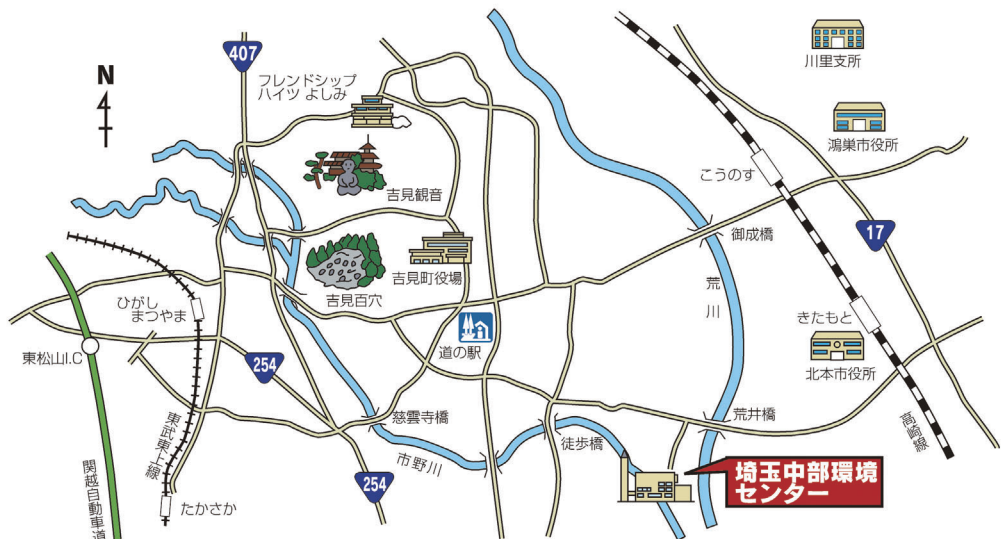 407
N
フレンドシップ
ハイツ よしみ
川里支所
鴻巣市役所
こうのす
吉見観音
御成橋
17
吉見町役場
吉見百穴
荒川
ひがし
まつやま
きたもと
道の駅
東松山I.C
254
北本市役所
慈雲寺橋
荒井橋
徒歩橋
高崎線
東武東上線
市野川
254
埼玉中部環境
センター
関越自動車道
たかさか